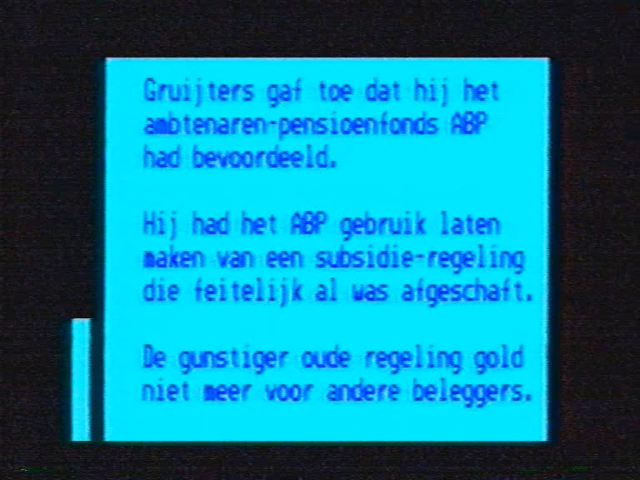 Gruijters gaf toe dat hij het
ambtenaren-pensioenfonds ABP
had bevoordeeld.
Hij had het ABP gebruik laten
maken van een subsidie-regeling
die feitelijk al was afgeschaft.
De gunstiger oude regeling gold
niet meer voor andere beleggers.